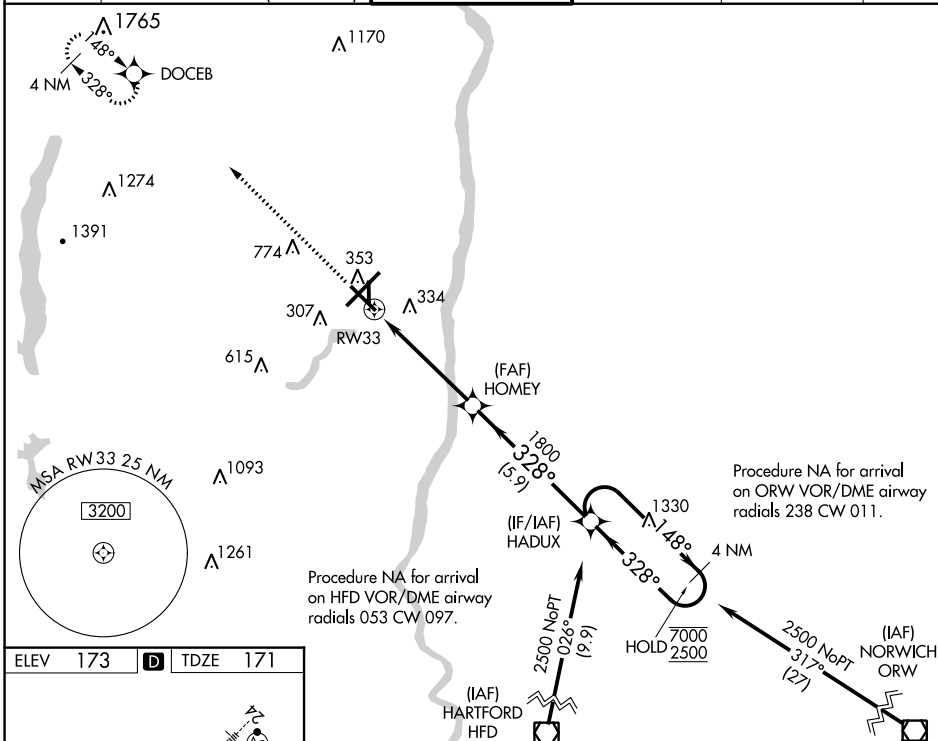 1765
148°
328°
4 NM
DOCEB
1170
1274
1391
774
353
334
307
RW33
615
(FAF)
HOMEY
1800
328°
(5.9)
MSA RW33 25 NM
3200
1093
1261
(IF/IAF)
HADUX
1330
148°
328°
4 NM
Procedure NA for arrival
on ORW VOR/DME airway
radials 238 CW 011.
Procedure NA for arrival
on HFD VOR/DME airway
radials 053 CW 097.
2500 NoPT
026°
(9.9)
HOLD 7000
2500
2500 NoPT
317°
(27)
(IAF)
NORWICH
ORW
(IAF)
HARTFORD
HFD
ELEV 173 D TDZE 171
24